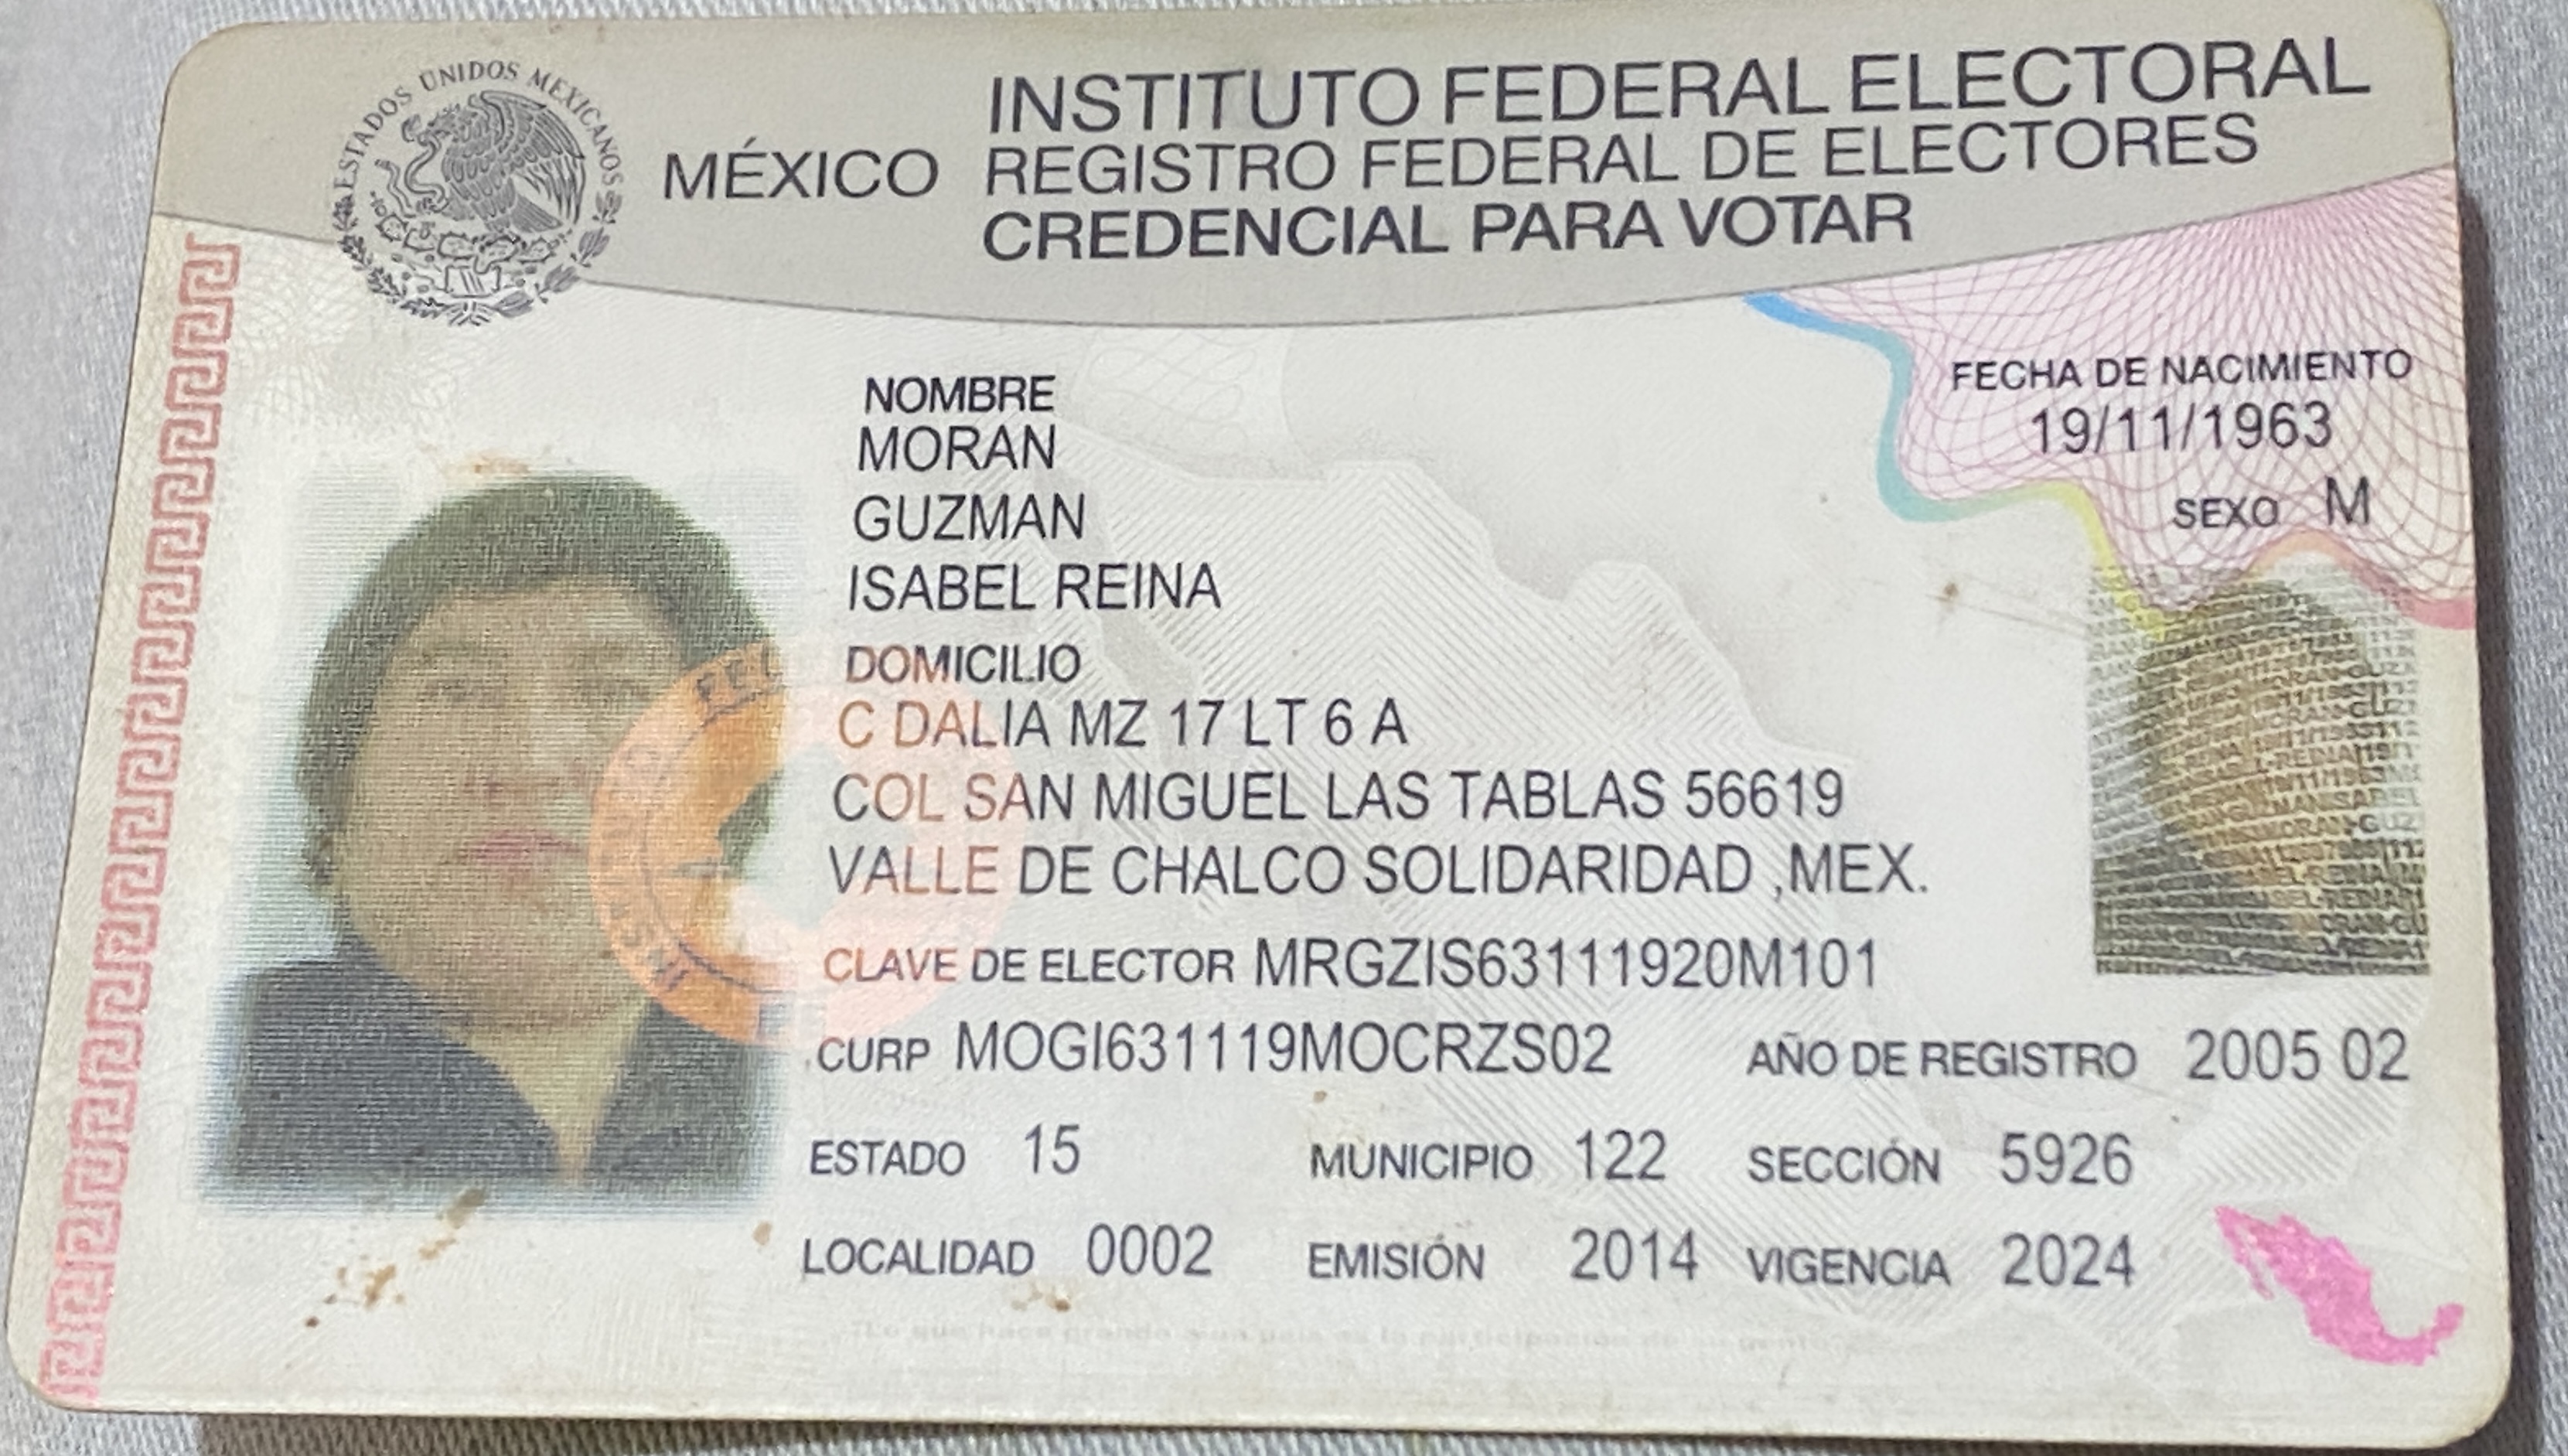 ESTADOS UNIDOS MEXICANOS
MÉXICO
INSTITUTO FEDERAL ELECTORAL
REGISTRO FEDERAL DE ELECTORES
CREDENCIAL PARA VOTAR
NOMBRE
MORAN
GUZMAN
ISABEL REINA
FECHA DE NACIMIENTO
19/11/1963
SEXO M
DOMICILIO
C DALIA MZ 17 LT 6 A
COL SAN MIGUEL LAS TABLAS 56619
VALLE DE CHALCO SOLIDARIDAD ,MEX.
CLAVE DE ELECTOR MRGZIS63111920M101
CURP MOGI631119MOCRZS02 AÑO DE REGISTRO 2005 02
ESTADO 15 MUNICIPIO 122 SECCIÓN 5926
LOCALIDAD 0002 EMISIÓN 2014 VIGENCIA 2024